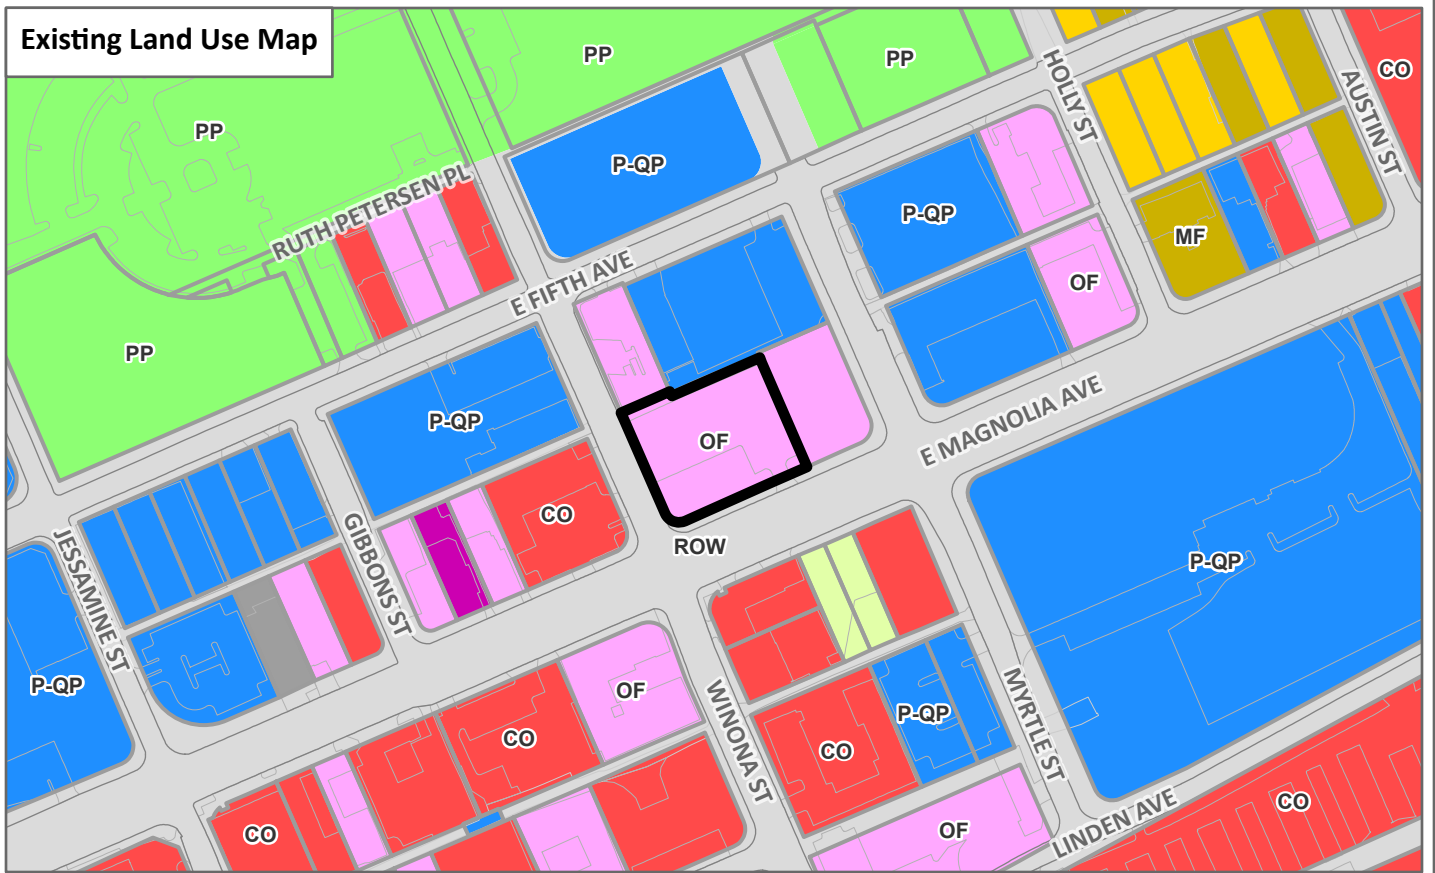 Existing Land Use Map
PP
PP
HOLLY ST
CO
AUSTIN ST
PP
P-QP
RUTH PETERSEN PL
P-QP
MF
E FIFTH AVE
OF
PP
P-QP
OF
E MAGNOLIA AVE
CO
ROW
JESSAMINE ST
GIBBONS ST
P-QP
P-QP
OF
WINONA ST
P-QP
MYRTLE ST
CO
CO
CO
OF
LINDEN AVE
CO